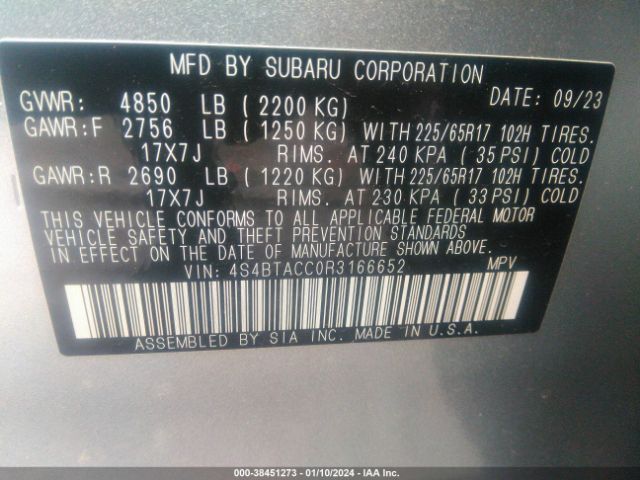 MFD BY SUBARU CORPORATION
GVWR: 4850 LB ( 2200 KG) DATE: 09/23
GAWR:F 2756 LB ( 1250 KG) WITH 225/65R17 102H TIRES.
17X7J RIMS. AT 240 KPA ( 35 PSI) COLD
GAWR:R 2690 LB ( 1220 KG) WITH 225/65R17 102H TIRES.
17X7J RIMS. AT 230 KPA ( 33 PSI) COLD
THIS VEHICLE CONFORMS TO ALL APPLICABLE FEDERAL MOTOR
VEHICLE SAFETY AND THEFT PREVENTION STANDARDS
IN EFFECT ON THE DATE OF MANUFACTURE SHOWN ABOVE.
VIN: 4S4BTACC0R3166652 MPV
ASSEMBLED BY SIA INC. MADE IN U.S.A.
000-38451273 - 01/10/2024 - IAA Inc.